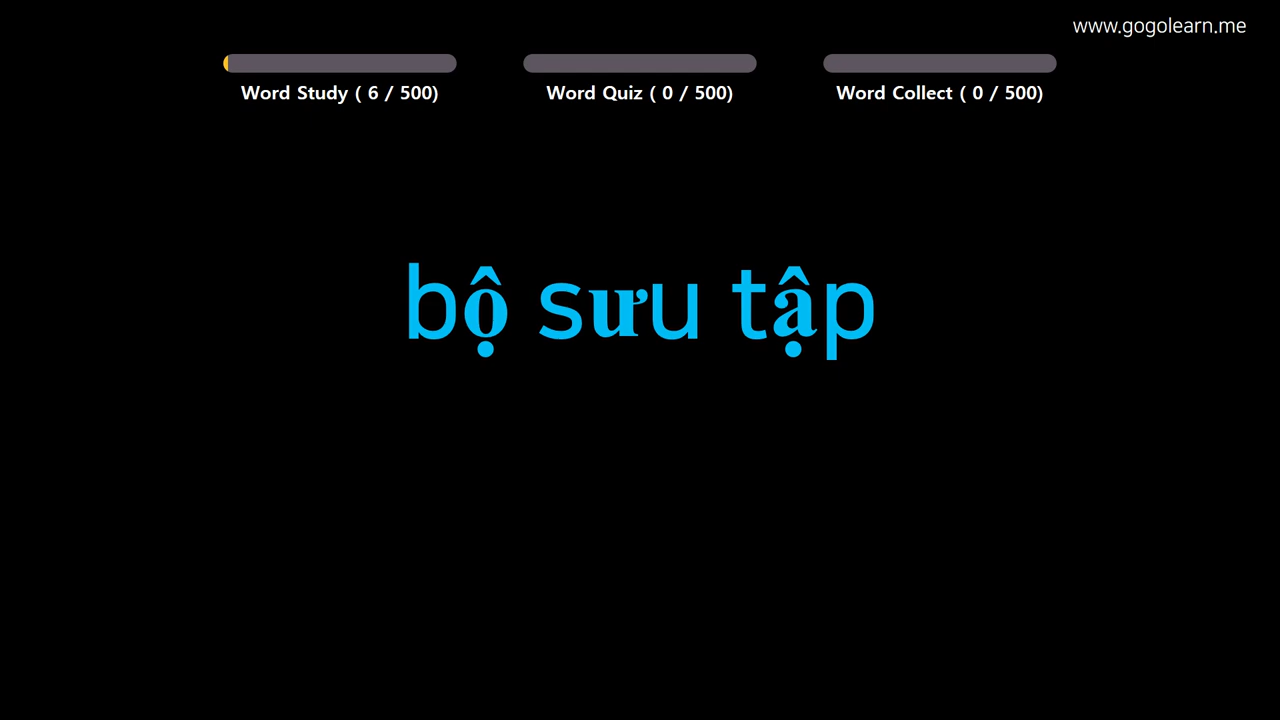 www.gogolearn.me
Word Study ( 6 / 500)
Word Quiz ( 0 / 500)
Word Collect ( 0 / 500)
bộ sưu tập